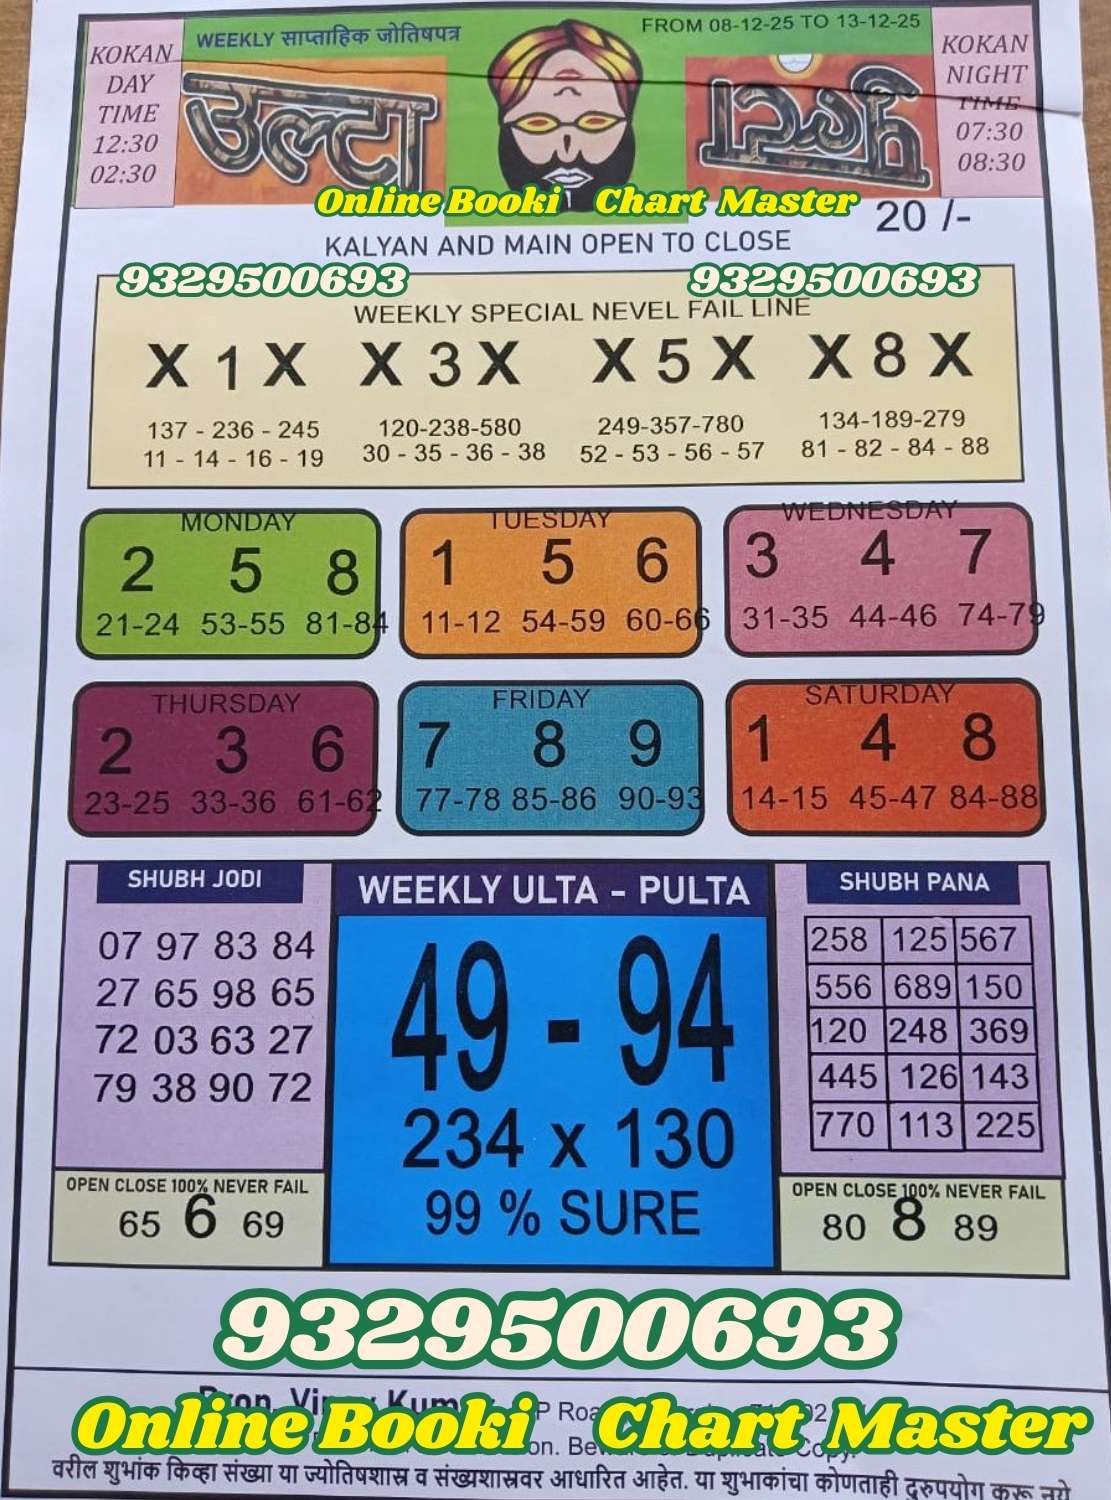 KOKAN
DAY
TIME
12:30
02:30
WEEKLY साप्ताहिक जोतिषपत्र
उल्टा
FROM 08-12-25 TO 13-12-25
KOKAN
NIGHT
TIME
07:30
08:30
Online Booki Chart Master
20 /-
KALYAN AND MAIN OPEN TO CLOSE
9329500693 9329500693
WEEKLY SPECIAL NEVEL FAIL LINE
X 1 X X 3 X X 5 X X 8 X
137 - 236 - 245 120-238-580 249-357-780 134-189-279
11 - 14 - 16 - 19 30 - 35 - 36 - 38 52 - 53 - 56 - 57 81 - 82 - 84 - 88
MONDAY
2 5 8
21-24 53-55 81-84
TUESDAY
1 5 6
11-12 54-59 60-66
WEDNESDAY
3 4 7
31-35 44-46 74-79
THURSDAY
2 3 6
23-25 33-36 61-62
FRIDAY
7 8 9
77-78 85-86 90-93
SATURDAY
1 4 8
14-15 45-47 84-88
SHUBH JODI
07 97 83 84
27 65 98 65
72 03 63 27
79 38 90 72
OPEN CLOSE 100% NEVER FAIL
65 6 69
WEEKLY ULTA - PULTA
49 - 94
234 x 130
99 % SURE
SHUBH PANA
258 125 567
556 689 150
120 248 369
445 126 143
770 113 225
OPEN CLOSE 100% NEVER FAIL
80 8 89
9329500693
Online Booki Chart Master
वरील शुभांक किंव्हा संख्या या ज्योतिषशास्त्र व संख्यशास्त्रवर आधारित आहेत. या शुभाकांचा कोणताही दुरुपयोग करू नये